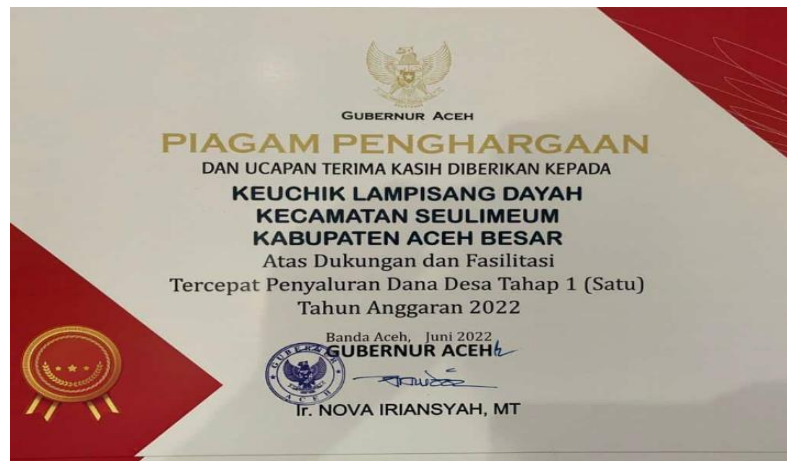 GUBERNUR ACEH
PIAGAM PENGHARGAAN
DAN UCAPAN TERIMA KASIH DIBERIKAN KEPADA
KEUCHIK LAMPISANG DAYAH
KECAMATAN SEULIMEUM
KABUPATEN ACEH BESAR
Atas Dukungan dan Fasilitasi
Tercepat Penyaluran Dana Desa Tahap 1 (Satu)
Tahun Anggaran 2022
Banda Aceh, Juni 2022
GUBERNUR ACEH
GUBERNUR
ACEH
Ir. NOVA IRIANSYAH, MT